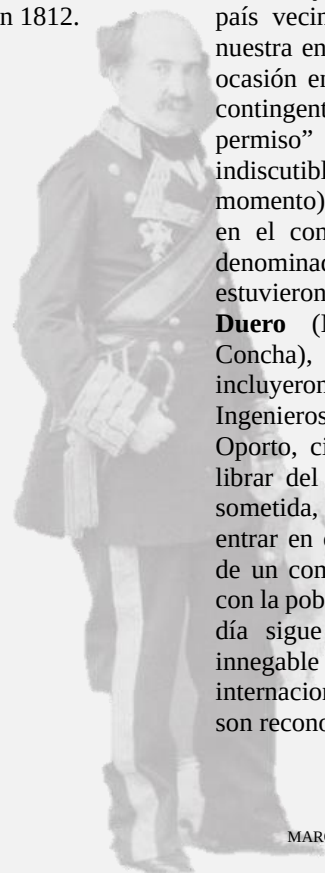 n 1812.
país vecin
nuestra en
ocasión en
contingent
permiso”
indiscutibl
momento)
en el con
denominad
estuvieron
Duero (
Concha),
incluyeron
Ingenieros
Oporto, ci
librar del
sometida,
entrar en
de un con
con la pob
día sigue
innegable
internacion
son recono
MARC